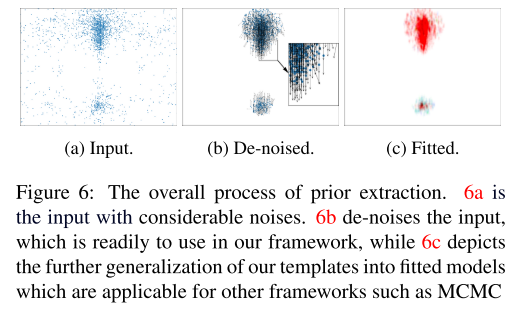 (a) Input.
(b) De-noised.
(c) Fitted.
Figure 6: The overall process of prior extraction. 6a is
the input with considerable noises. 6b de-noises the input,
which is readily to use in our framework, while 6c depicts
the further generalization of our templates into fitted models
which are applicable for other frameworks such as MCMC